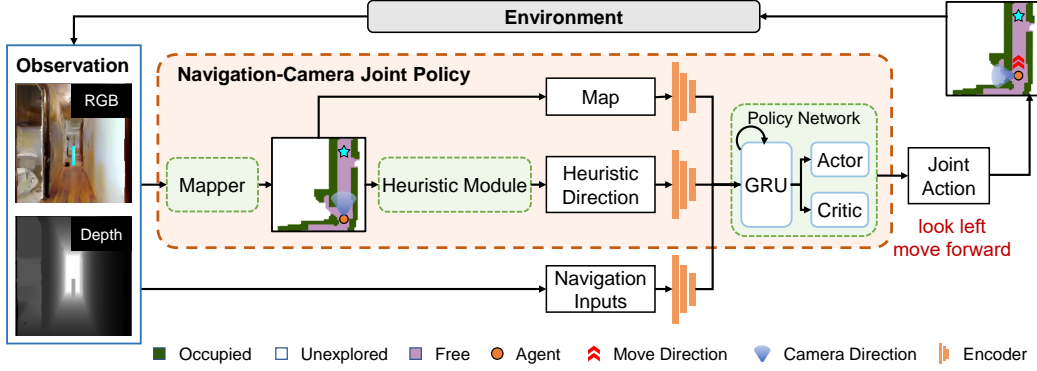 Environment
Observation
RGB
Depth
Navigation-Camera Joint Policy
Mapper
Map
Heuristic Module
Heuristic
Direction
Navigation
Inputs
Policy Network
GRU
Actor
Critic
Joint
Action
look left
move forward
Occupied
Unexplored
Free
Agent
Move Direction
Camera Direction
Encoder